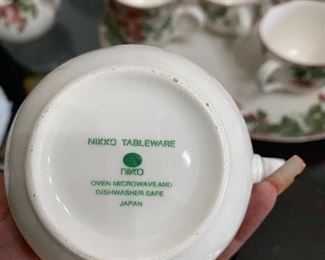 NIKKO TABLEWARE
nikko
OVEN MICROWAVE AND
DISHWASHER SAFE
JAPAN